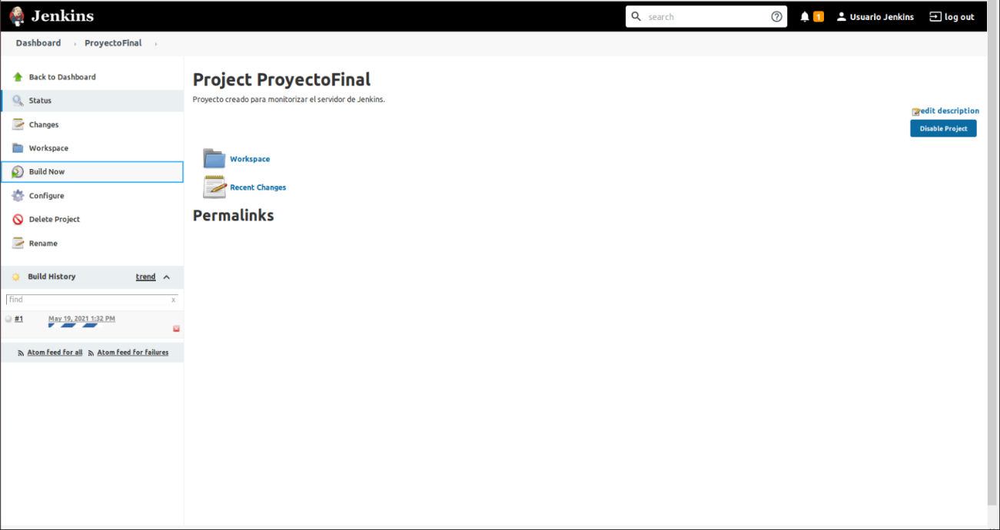 Jenkins
search
1
Usuario Jenkins
log out
Dashboard
ProyectoFinal
Back to Dashboard
Status
Changes
Workspace
Build Now
Configure
Delete Project
Rename
Build History
trend
find
x
#1
May 19, 2021 1:32 PM
Atom feed for all
Atom feed for failures
Project ProyectoFinal
Proyecto creado para monitorizar el servidor de Jenkins.
edit description
Disable Project
Workspace
Recent Changes
Permalinks